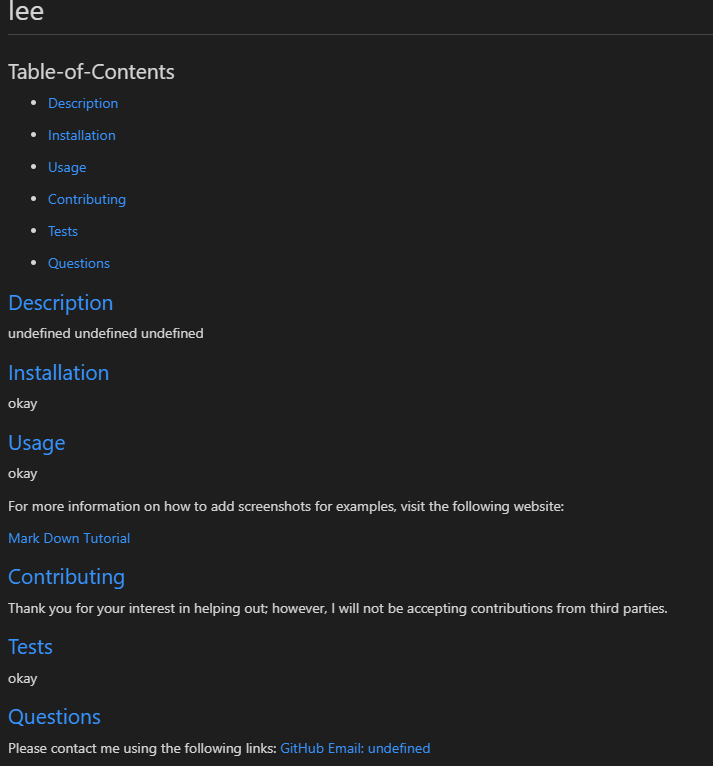 lee
Table-of-Contents
Description
Installation
Usage
Contributing
Tests
Questions
Description
undefined undefined undefined
Installation
okay
Usage
okay
For more information on how to add screenshots for examples, visit the following website:
Mark Down Tutorial
Contributing
Thank you for your interest in helping out; however, I will not be accepting contributions from third parties.
Tests
okay
Questions
Please contact me using the following links: GitHub Email: undefined